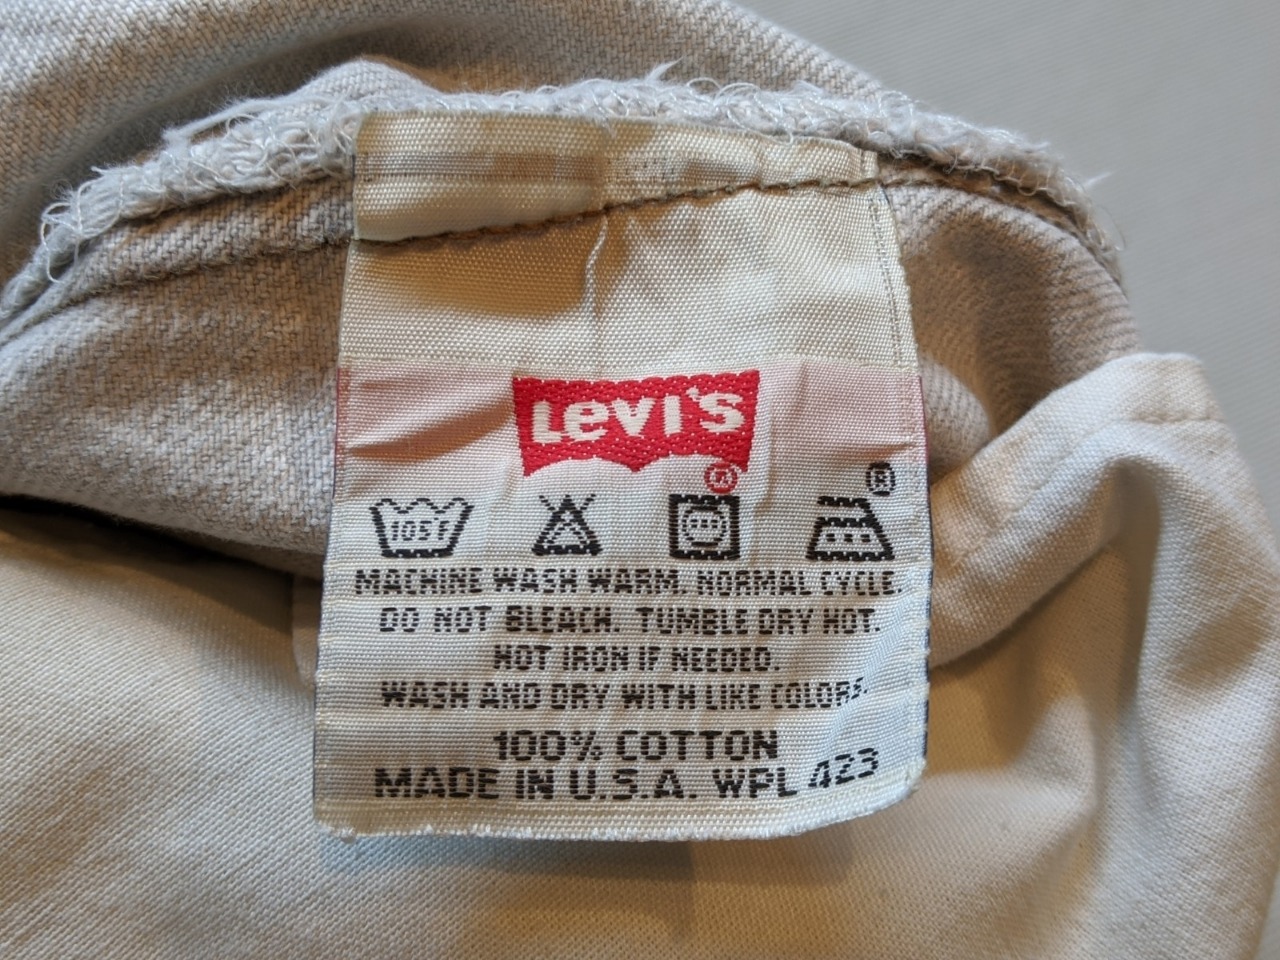 Levi's
®
®
105°F
MACHINE WASH WARM. NORMAL CYCLE.
DO NOT BLEACH. TUMBLE DRY HOT.
HOT IRON IF NEEDED.
WASH AND DRY WITH LIKE COLORS.
100% COTTON
MADE IN U.S.A. WPL 423